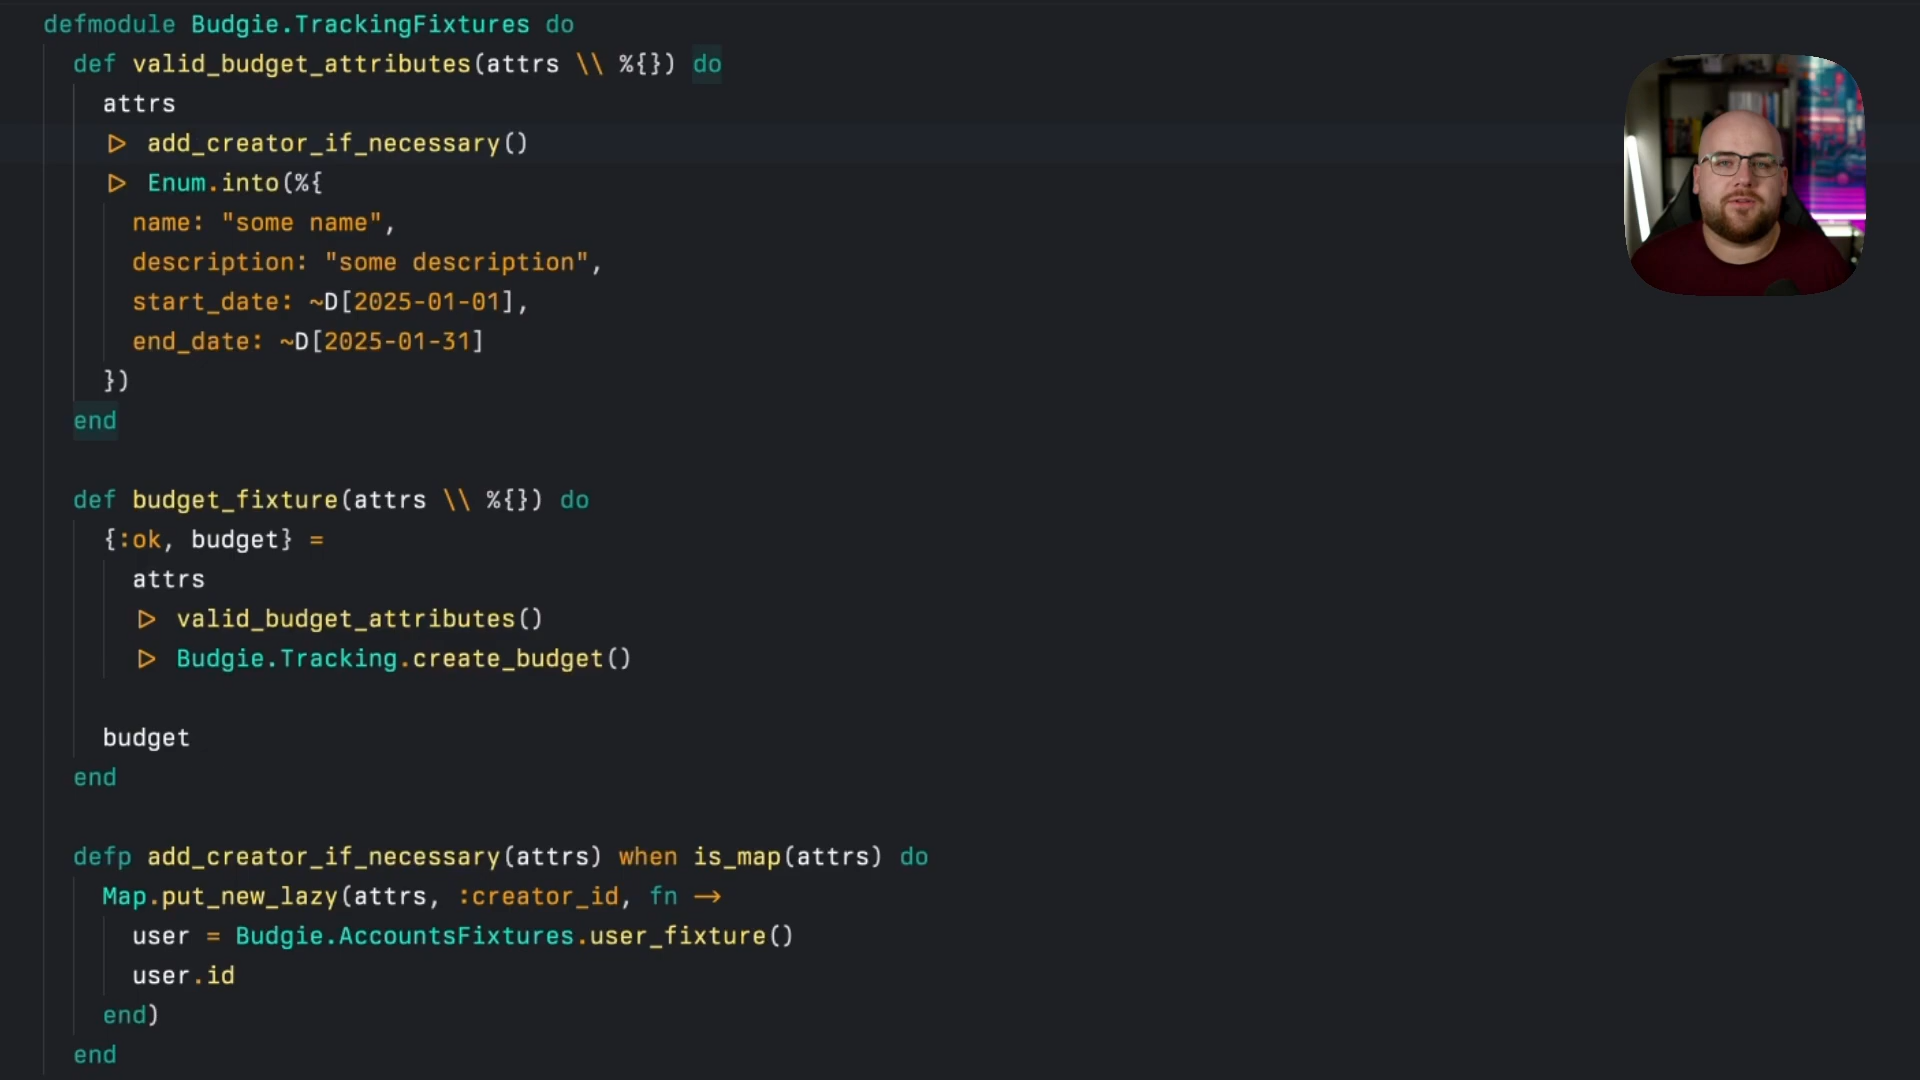 defmodule Budgie.TrackingFixtures do
def valid_budget_attributes(attrs \\ %{}) do
attrs
|> add_creator_if_necessary()
|> Enum.into(%{
name: "some name",
description: "some description",
start_date: ~D[2025-01-01],
end_date: ~D[2025-01-31]
})
end
def budget_fixture(attrs \\ %{}) do
{:ok, budget} =
attrs
|> valid_budget_attributes()
|> Budgie.Tracking.create_budget()
budget
end
defp add_creator_if_necessary(attrs) when is_map(attrs) do
Map.put_new_lazy(attrs, :creator_id, fn ->
user = Budgie.AccountsFixtures.user_fixture()
user.id
end)
end